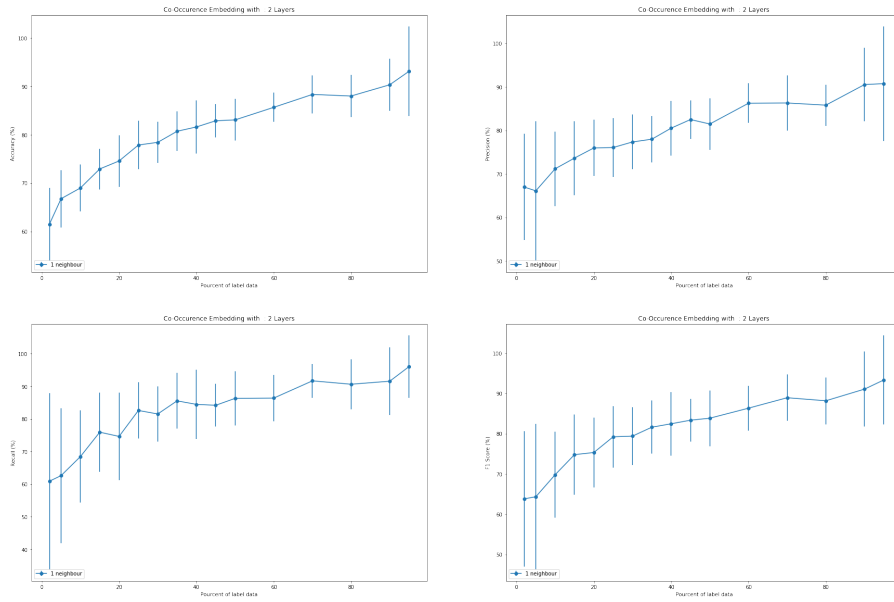 Co-Occurence Embedding with : 2 Layers
Accuracy (%)
100
90
80
70
60
1 neighbour
0 20 40 60 80
Pourcent of label data
Co-Occurence Embedding with : 2 Layers
Precision (%)
100
90
80
70
60
50
1 neighbour
0 20 40 60 80
Pourcent of label data
Co-Occurence Embedding with : 2 Layers
Recall (%)
100
90
80
70
60
50
40
1 neighbour
0 20 40 60 80
Pourcent of label data
Co-Occurence Embedding with : 2 Layers
F1 Score (%)
100
90
80
70
60
50
1 neighbour
0 20 40 60 80
Pourcent of label data